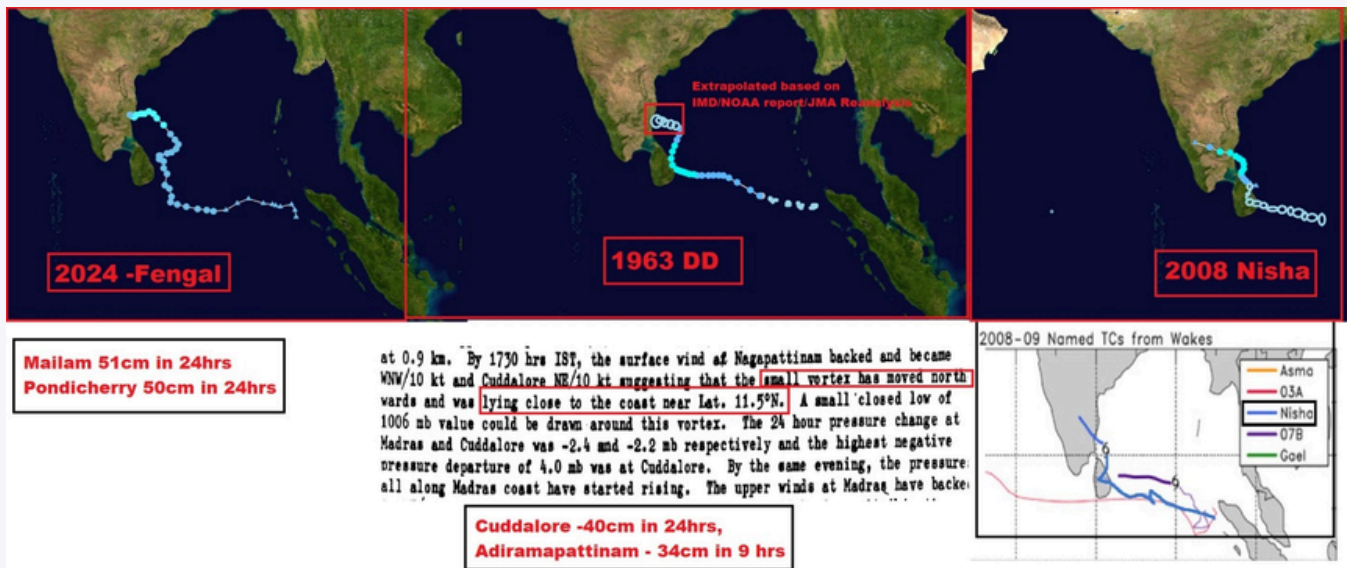 Extrapolated based on
IMD/NOAA report/JMA Reanalysis
2024 -Fengal
1963 DD
2008 Nisha
Mailam 51cm in 24hrs
Pondicherry 50cm in 24hrs
at 0.9 km. By 1730 hrs IST, the surface wind of Nagapattinam backed and became
WNW/10 kt and Cuddalore NE/10 kt suggesting that the small vortex has moved north
wards and was lying close to the coast near Lat. 11.5°N. A small closed low of
1006 mb value could be drawn around this vortex. The 24 hour pressure change at
Madras and Cuddalore was -2.4 and -2.2 mb respectively and the highest negative
pressure departure of 4.0 mb was at Cuddalore. By the same evening, the pressure
all along Madras coast have started rising. The upper winds at Madras have backed
Cuddalore -40cm in 24hrs,
Adiramapattinam - 34cm in 9 hrs
2008-09 Named TCs from Wakes
Asma
03A
Nisha
07B
Gael